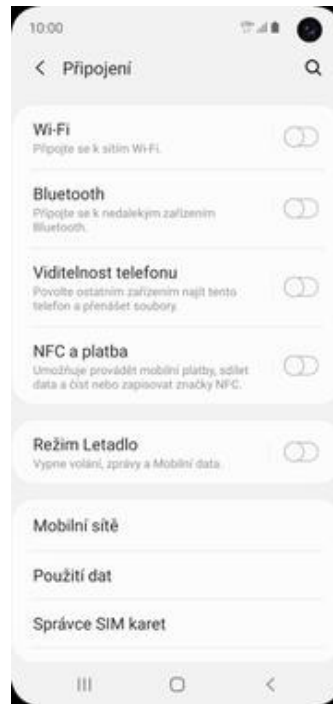 10:00
Připojení
Wi-Fi
Připojte se k sítím Wi-Fi.
Bluetooth
Připojte se k nedalekým zařízením
Bluetooth.
Viditelnost telefonu
Povolte ostatním zařízením najít tento
telefon a přenášet soubory.
NFC a platba
Umožňuje provádět mobilní platby, sdílet
data a číst nebo zapisovat značky NFC.
Režim Letadlo
Vypne volání, zprávy a Mobilní data.
Mobilní sítě
Použití dat
Správce SIM karet